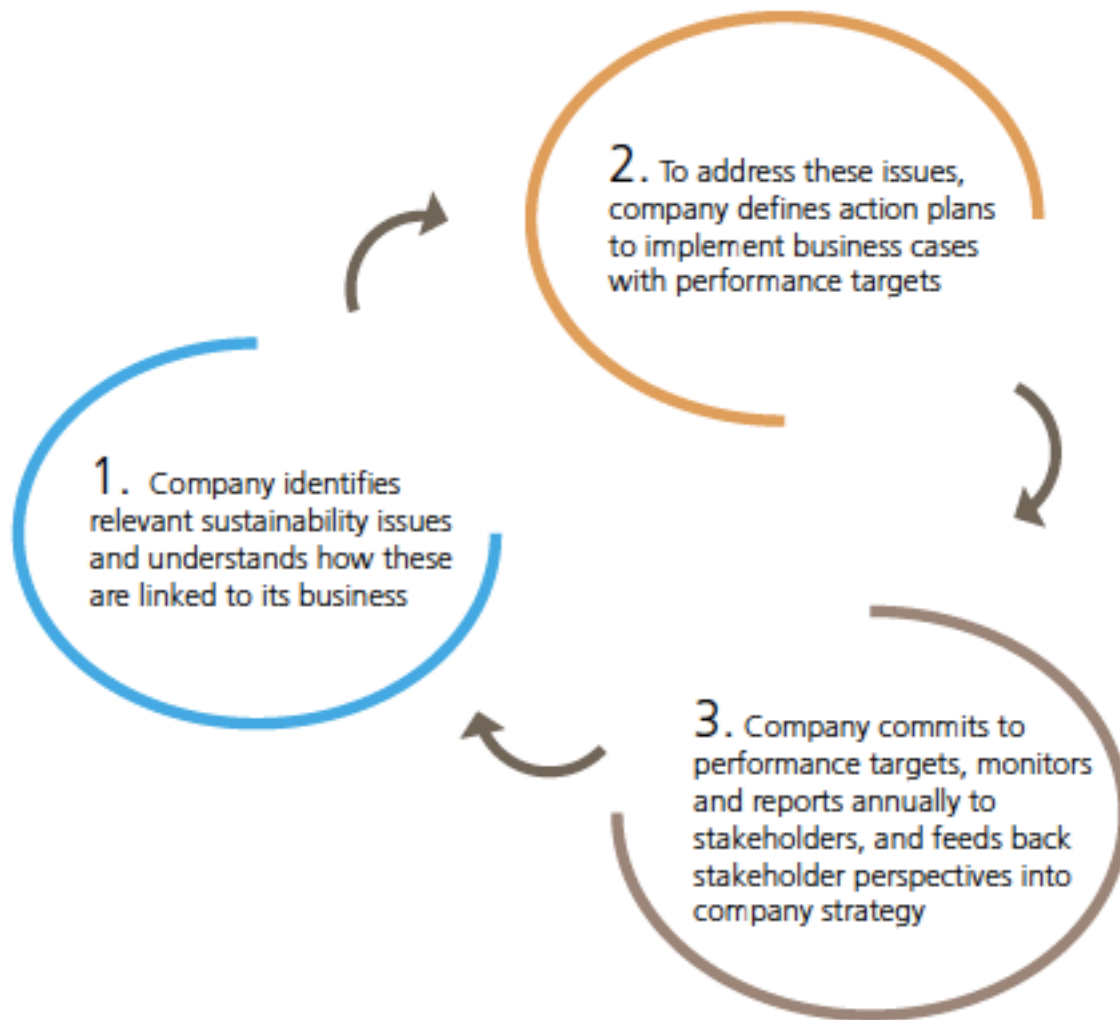 1. Company identifies
relevant sustainability issues
and understands how these
are linked to its business
2. To address these issues,
company defines action plans
to implement business cases
with performance targets
3. Company commits to
performance targets, monitors
and reports annually to
stakeholders, and feeds back
stakeholder perspectives into
company strategy